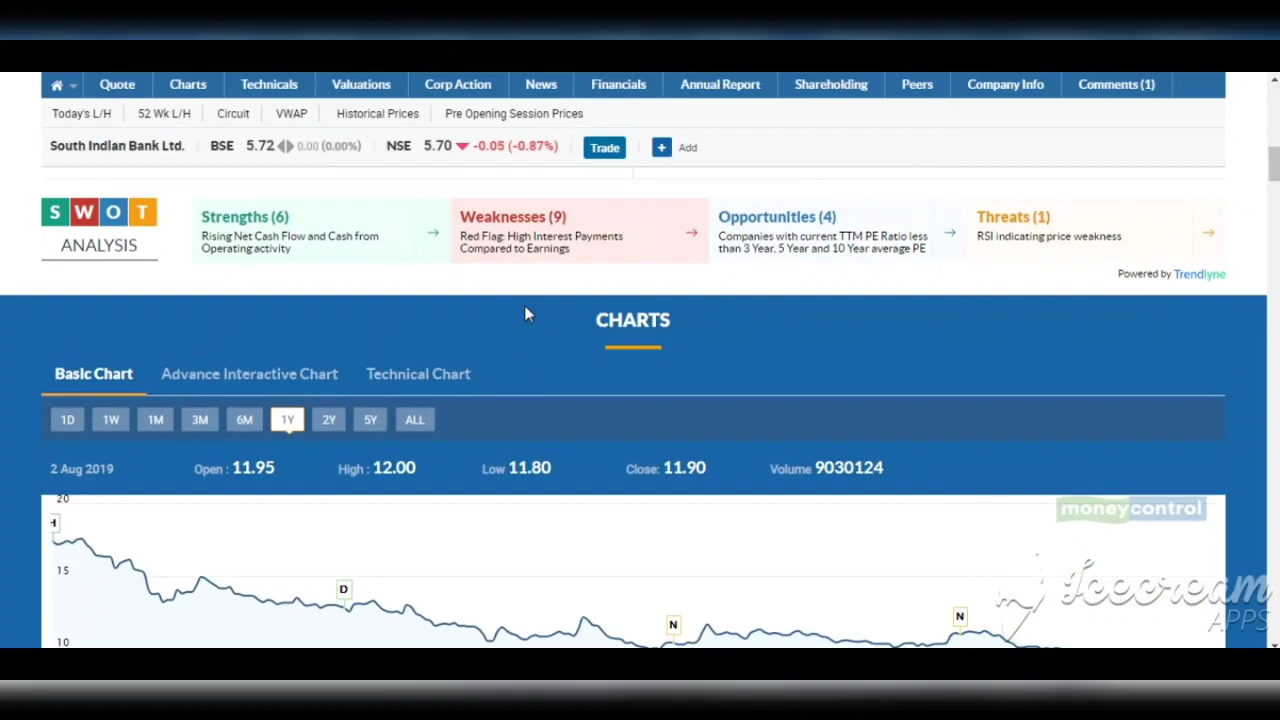 Quote Charts Technicals Valuations Corp Action News Financials Annual Report Shareholding Peers Company Info Comments (1)
Today's L/H 52 Wk L/H Circuit VWAP Historical Prices Pre Opening Session Prices
South Indian Bank Ltd. BSE 5.72 0.00 (0.00%) NSE 5.70 -0.05 (-0.87%) Trade + Add
SWOT
ANALYSIS
Strengths (6)
Rising Net Cash Flow and Cash from
Operating activity
Weaknesses (9)
Red Flag: High Interest Payments
Compared to Earnings
Opportunities (4)
Companies with current TTM PE Ratio less
than 3 Year, 5 Year and 10 Year average PE
Threats (1)
RSI indicating price weakness
Powered by Trendlyne
CHARTS
Basic Chart Advance Interactive Chart Technical Chart
1D 1W 1M 3M 6M 1Y 2Y 5Y ALL
2 Aug 2019 Open : 11.95 High : 12.00 Low 11.80 Close: 11.90 Volume 9030124
20
moneycontrol
H
15
D
Icecream
APPS
N
N
10